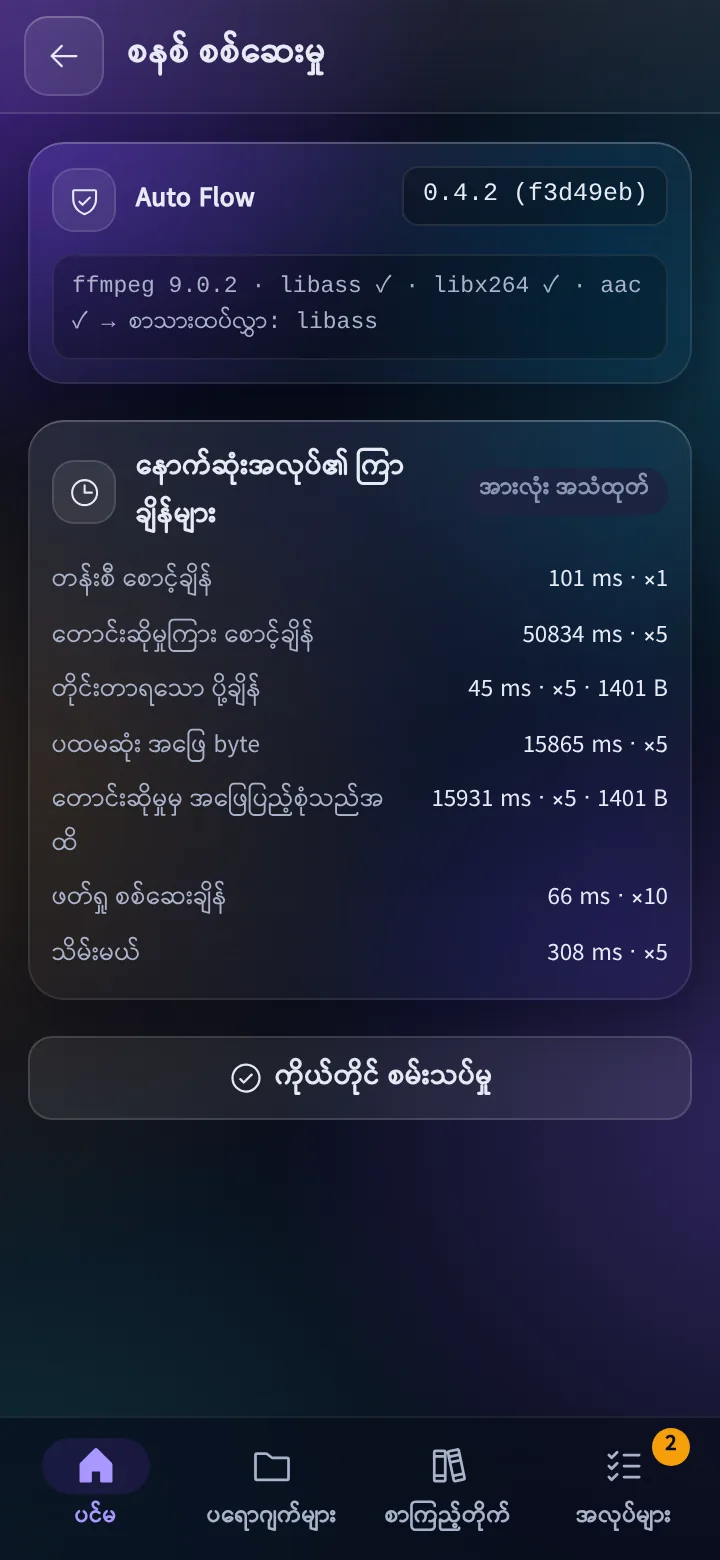 စနစ် စစ်ဆေးမှု
Auto Flow
0.4.2 (f3d49eb)
ffmpeg 9.0.2 · libass ✓ · libx264 ✓ · aac
✓ → စာသားထပ်လွှာ: libass
နောက်ဆုံးအလုပ်၏ ကြာ
ချိန်များ
အားလုံး အသံထုတ်
တန်းစီ စောင့်ချိန် 101 ms · ×1
တောင်းဆိုမှုကြား စောင့်ချိန် 50834 ms · ×5
တိုင်းတာရသော ပို့ချိန် 45 ms · ×5 · 1401 B
ပထမဆုံး အဖြေ byte 15865 ms · ×5
တောင်းဆိုမှုမှ အဖြေပြည့်စုံသည်အ 15931 ms · ×5 · 1401 B
ထိ
ဖတ်ရှု စစ်ဆေးချိန် 66 ms · ×10
သိမ်းမယ် 308 ms · ×5
ကိုယ်တိုင် စမ်းသပ်မှု
2
ပင်မ ပရောဂျက်များ စာကြည့်တိုက် အလုပ်များ